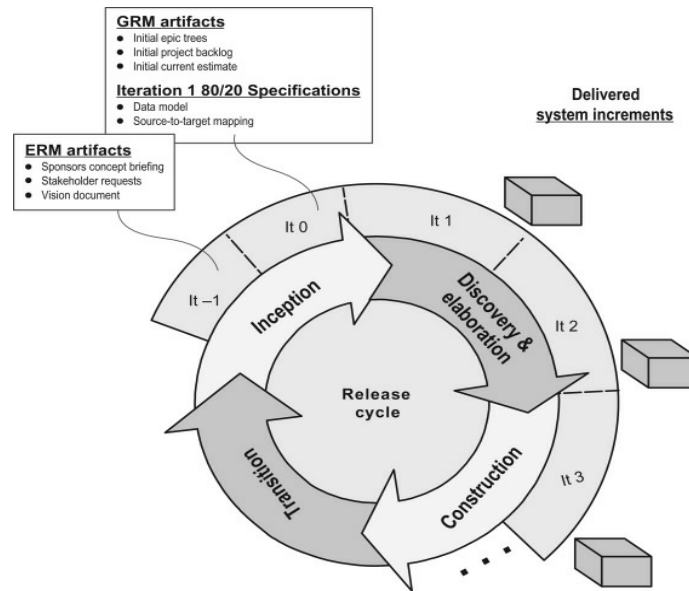 GRM artifacts
● Initial epic trees
● Initial project backlog
● Initial current estimate
Iteration 1 80/20 Specifications
● Data model
● Source-to-target mapping
ERM artifacts
● Sponsors concept briefing
● Stakeholder requests
● Vision document
Delivered
system increments
It –1
It 0
It 1
It 2
It 3
Inception
Discovery &
elaboration
Construction
Transition
Release
cycle